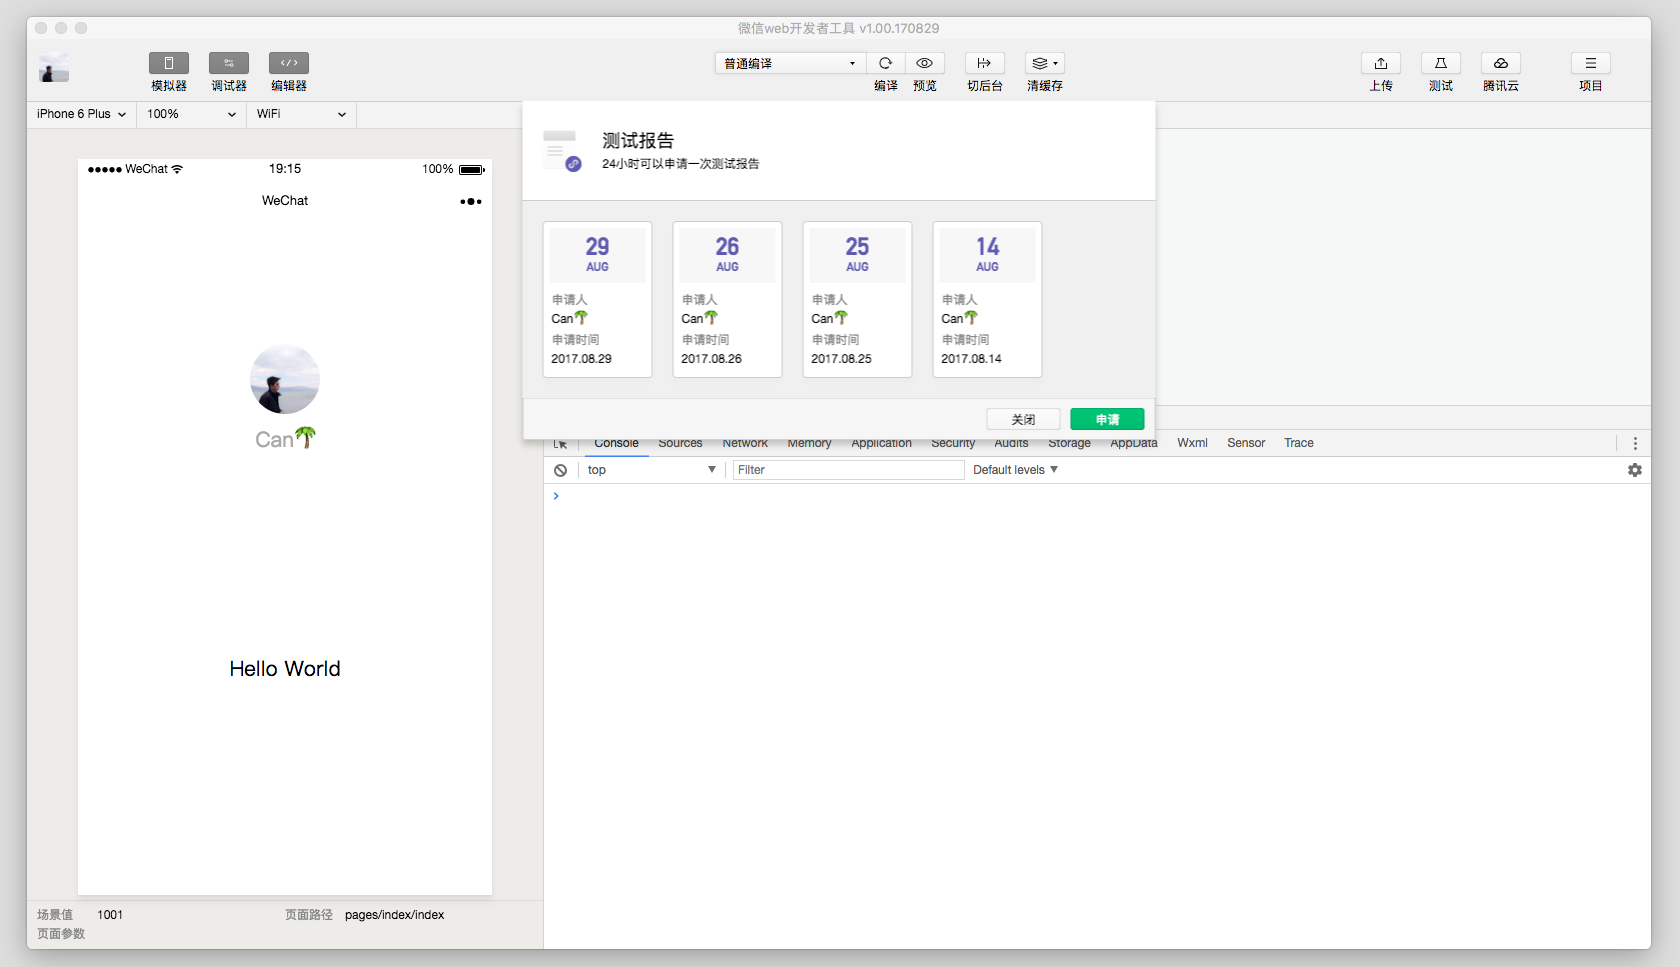 微信web开发者工具 v1.00.170829
模拟器 调试器 编辑器 普通编译 编译 预览 切后台 清缓存 上传 测试 腾讯云 项目
iPhone 6 Plus 100% WiFi
WeChat 19:15 100%
WeChat
Can🌴
Hello World
场景值 1001 页面路径 pages/index/index
页面参数
测试报告
24小时可以申请一次测试报告
29 26 25 14
AUG AUG AUG AUG
申请人 申请人 申请人 申请人
Can🌴 Can🌴 Can🌴 Can🌴
申请时间 申请时间 申请时间 申请时间
2017.08.29 2017.08.26 2017.08.25 2017.08.14
关闭 申请
Console Sources Network Memory Application Security Audits Storage AppData Wxml Sensor Trace
top Filter Default levels